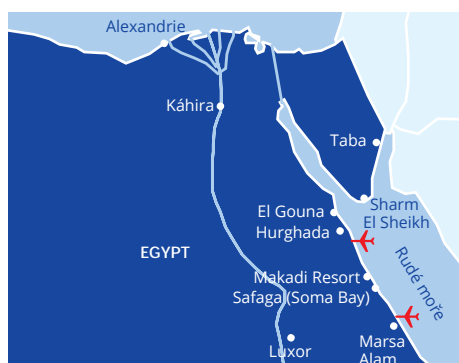 Alexandrie
Káhira
Taba
Sharm
El Sheikh
El Gouna
Hurghada
EGYPT
Rudé moře
Makadi Resort
Safaga (Soma Bay)
Marsa
Alam
Luxor